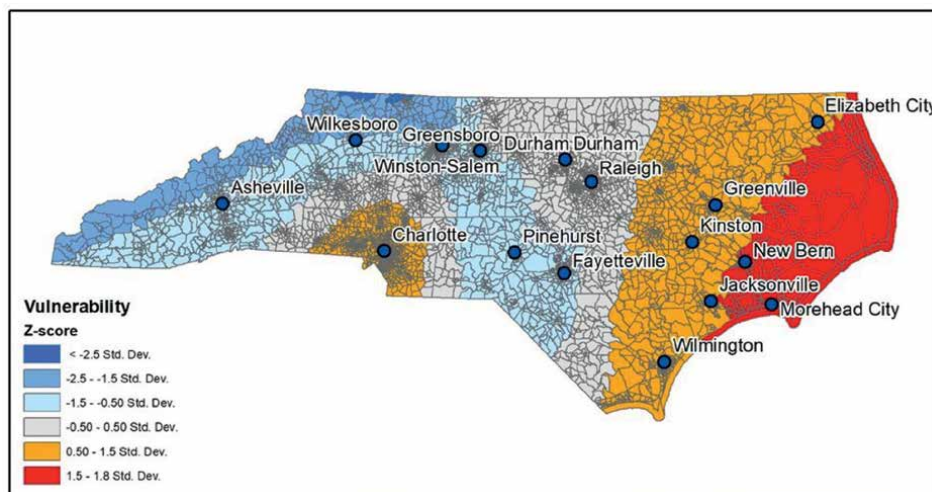 Elizabeth City
Wilkesboro
Greensboro
Durham Durham
Winston-Salem
Raleigh
Asheville
Greenville
Kinston
Charlotte
Pinehurst
New Bern
Fayetteville
Jacksonville
Morehead City
Wilmington
Vulnerability
Z-score
< -2.5 Std. Dev.
-2.5 - -1.5 Std. Dev.
-1.5 - -0.50 Std. Dev.
-0.50 - 0.50 Std. Dev.
0.50 - 1.5 Std. Dev.
1.5 - 1.8 Std. Dev.